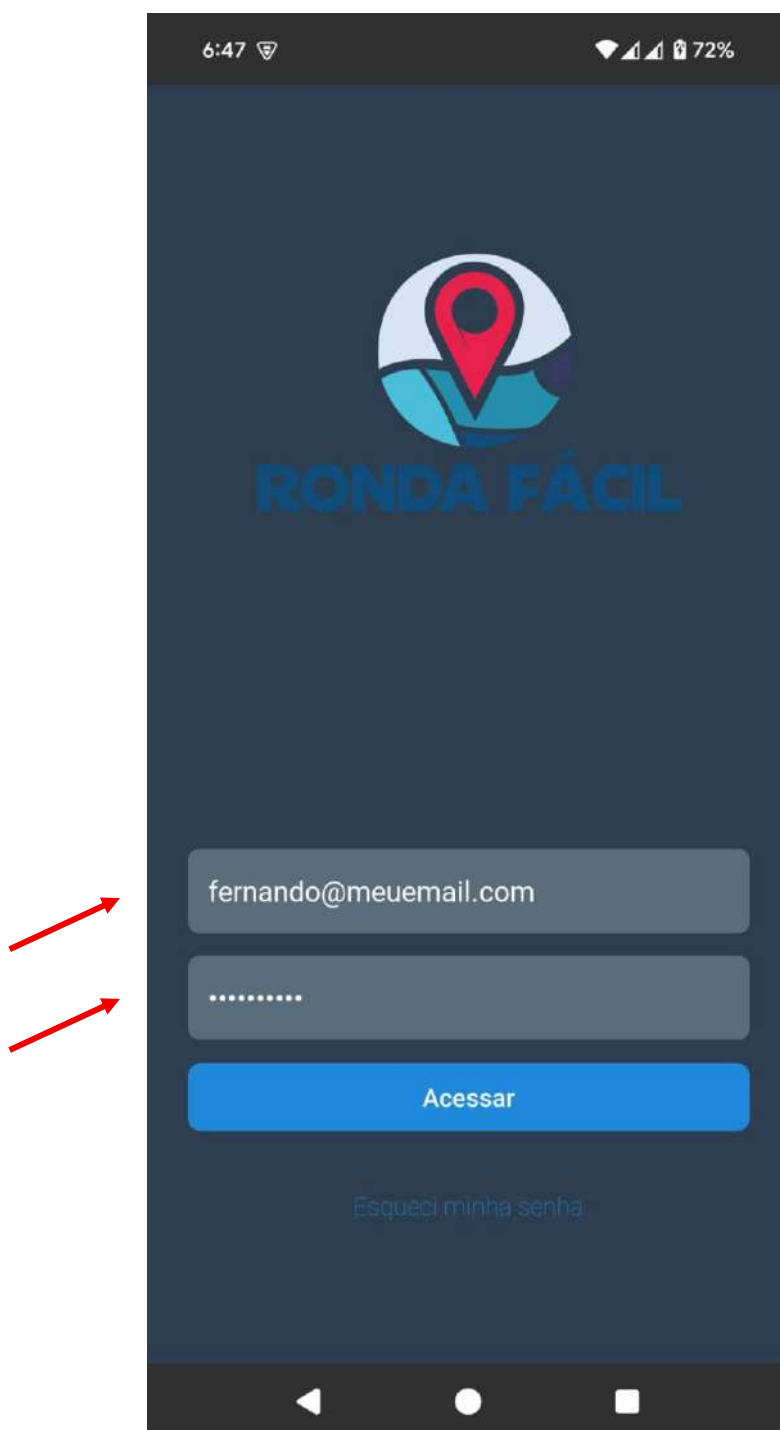 6:47
72%
RONDA FÁCIL
fernando@meuemail.com
••••••••••
Acessar
Esqueci minha senha